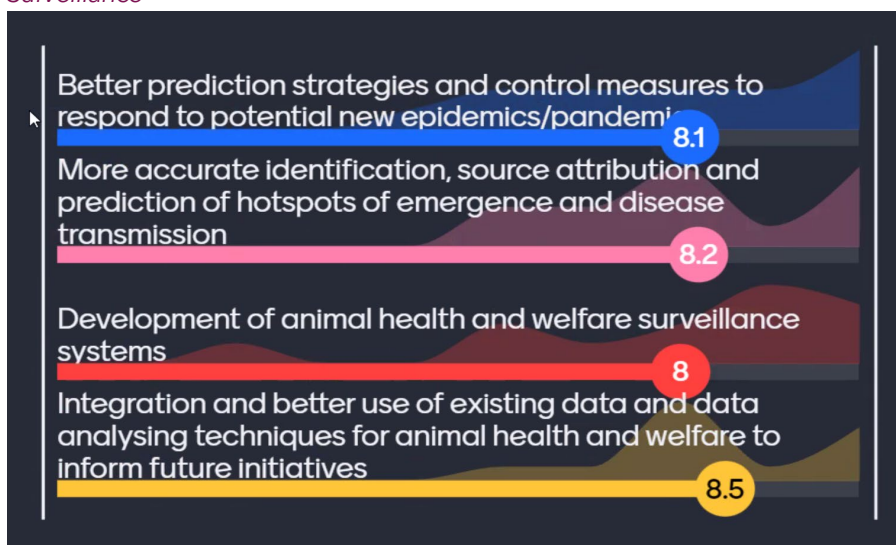 Surveillance
Better prediction strategies and control measures to
respond to potential new epidemics/pandemi
8.1
More accurate identification, source attribution and
prediction of hotspots of emergence and disease
transmission
8.2
Development of animal health and welfare surveillance
systems
8
Integration and better use of existing data and data
analysing techniques for animal health and welfare to
inform future initiatives
8.5